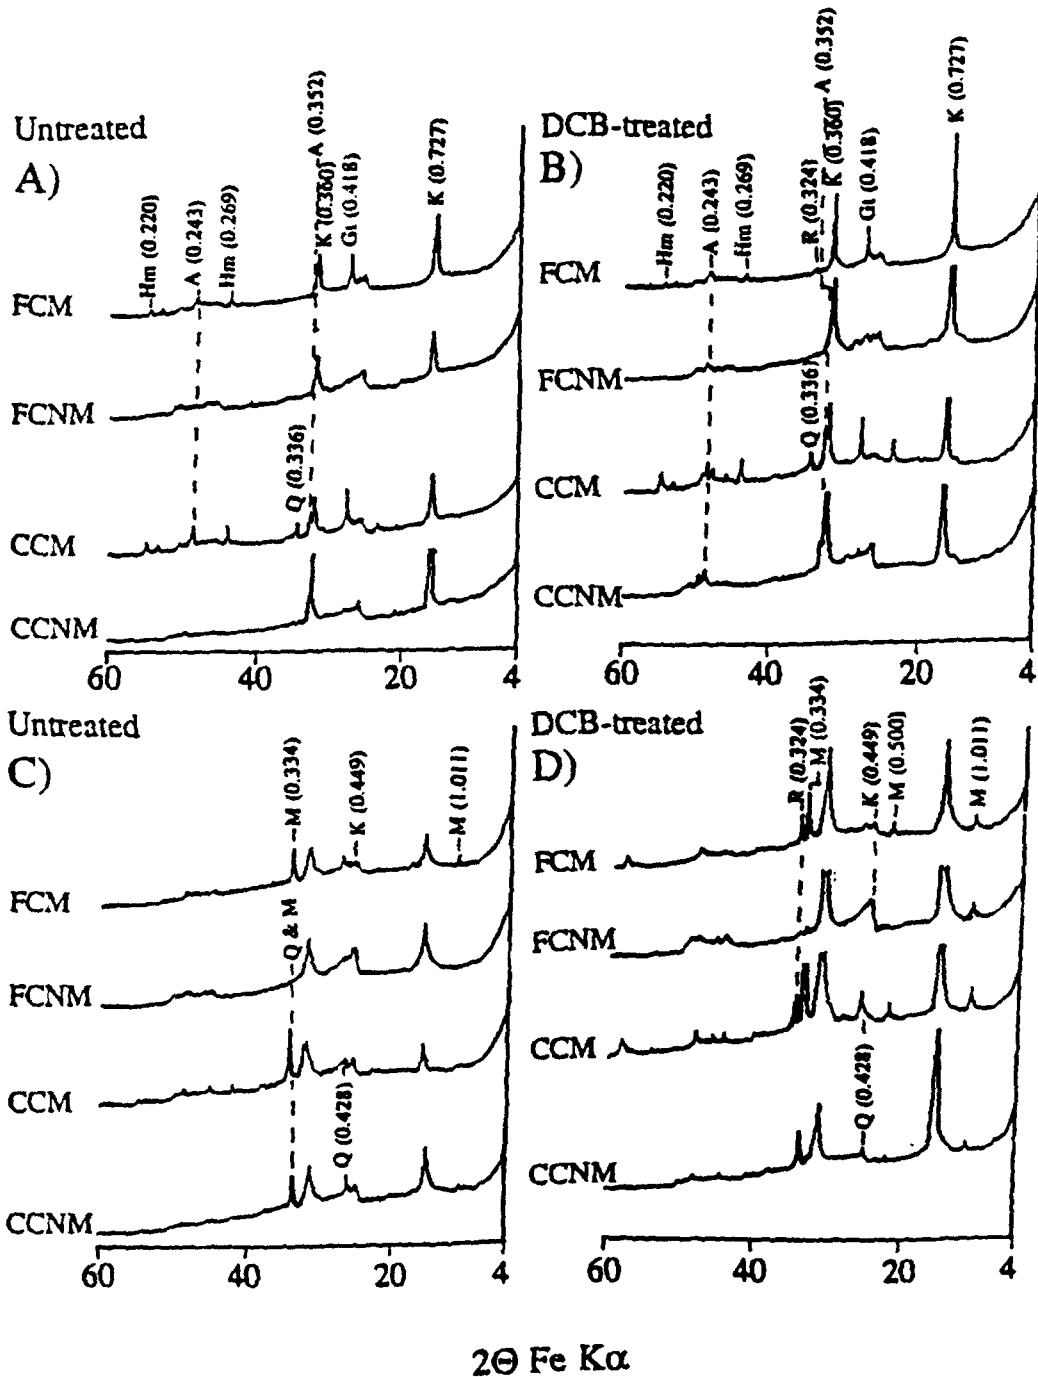 Untreated
A)
Hm (0.220)
A (0.243)
Hm (0.269)
K (0.360)
A (0.352)
Gt (0.418)
K (0.727)
FCM
FCNM
Q (0.336)
CCM
CCNM
60 40 20 4
DCB-treated
B)
Hm (0.220)
A (0.243)
Hm (0.269)
R (0.324)
K (0.360)
A (0.352)
Gt (0.418)
K (0.727)
FCM
FCNM
Q (0.336)
CCM
CCNM
60 40 20 4
Untreated
C)
M (0.334)
K (0.449)
M (1.011)
FCM
Q & M
FCNM
CCM
Q (0.428)
CCNM
60 40 20 4
DCB-treated
D)
R (0.324)
M (0.334)
K (0.449)
M (0.500)
M (1.011)
FCM
FCNM
CCM
Q (0.428)
CCNM
60 40 20 4
2Θ Fe Kα